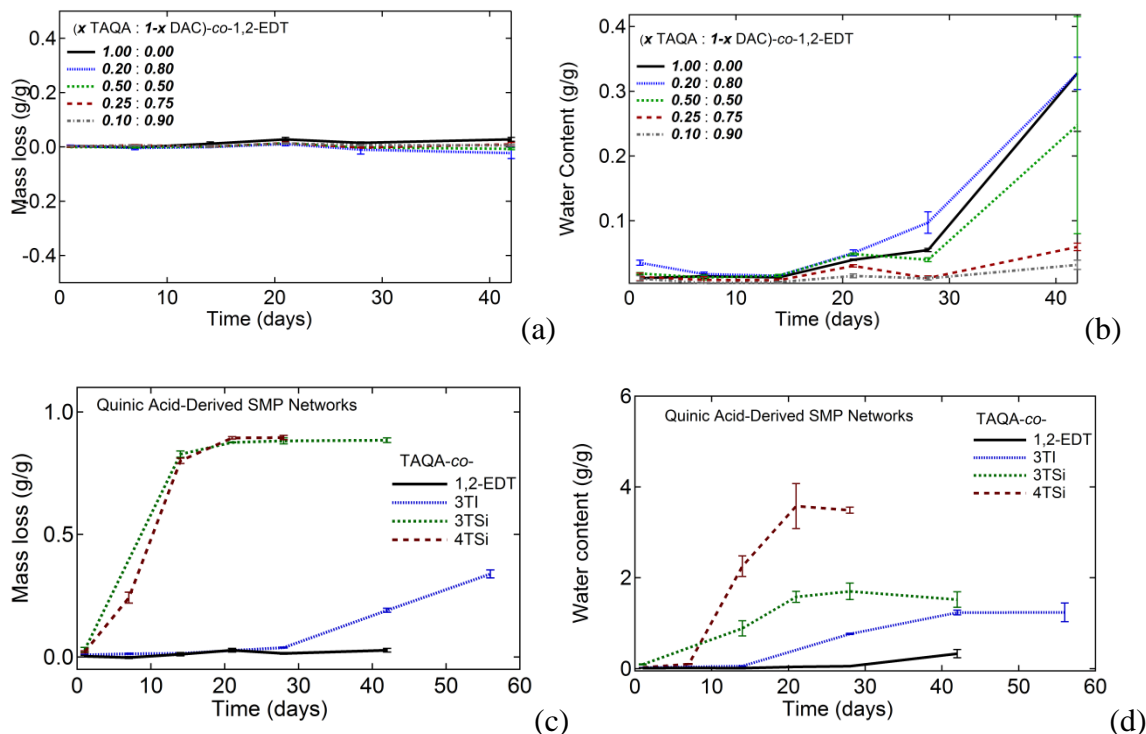 (x TAQA : 1-x DAC)-co-1,2-EDT
1.00 : 0.00
0.20 : 0.80
0.50 : 0.50
0.25 : 0.75
0.10 : 0.90
Mass loss (g/g)
0.4
0.2
0.0
-0.2
-0.4
0
10
20
30
40
Time (days)
(a)
(x TAQA : 1-x DAC)-co-1,2-EDT
1.00 : 0.00
0.20 : 0.80
0.50 : 0.50
0.25 : 0.75
0.10 : 0.90
Water Content (g/g)
0.4
0.3
0.2
0.1
0
10
20
30
40
Time (days)
(b)
Quinic Acid-Derived SMP Networks
TAQA-co-
1,2-EDT
3TI
3TSi
4TSi
Mass loss (g/g)
1.0
0.5
0.0
0
10
20
30
40
50
60
Time (days)
(c)
Quinic Acid-Derived SMP Networks
TAQA-co-
1,2-EDT
3TI
3TSi
4TSi
Water content (g/g)
6
4
2
0
0
10
20
30
40
50
60
Time (days)
(d)